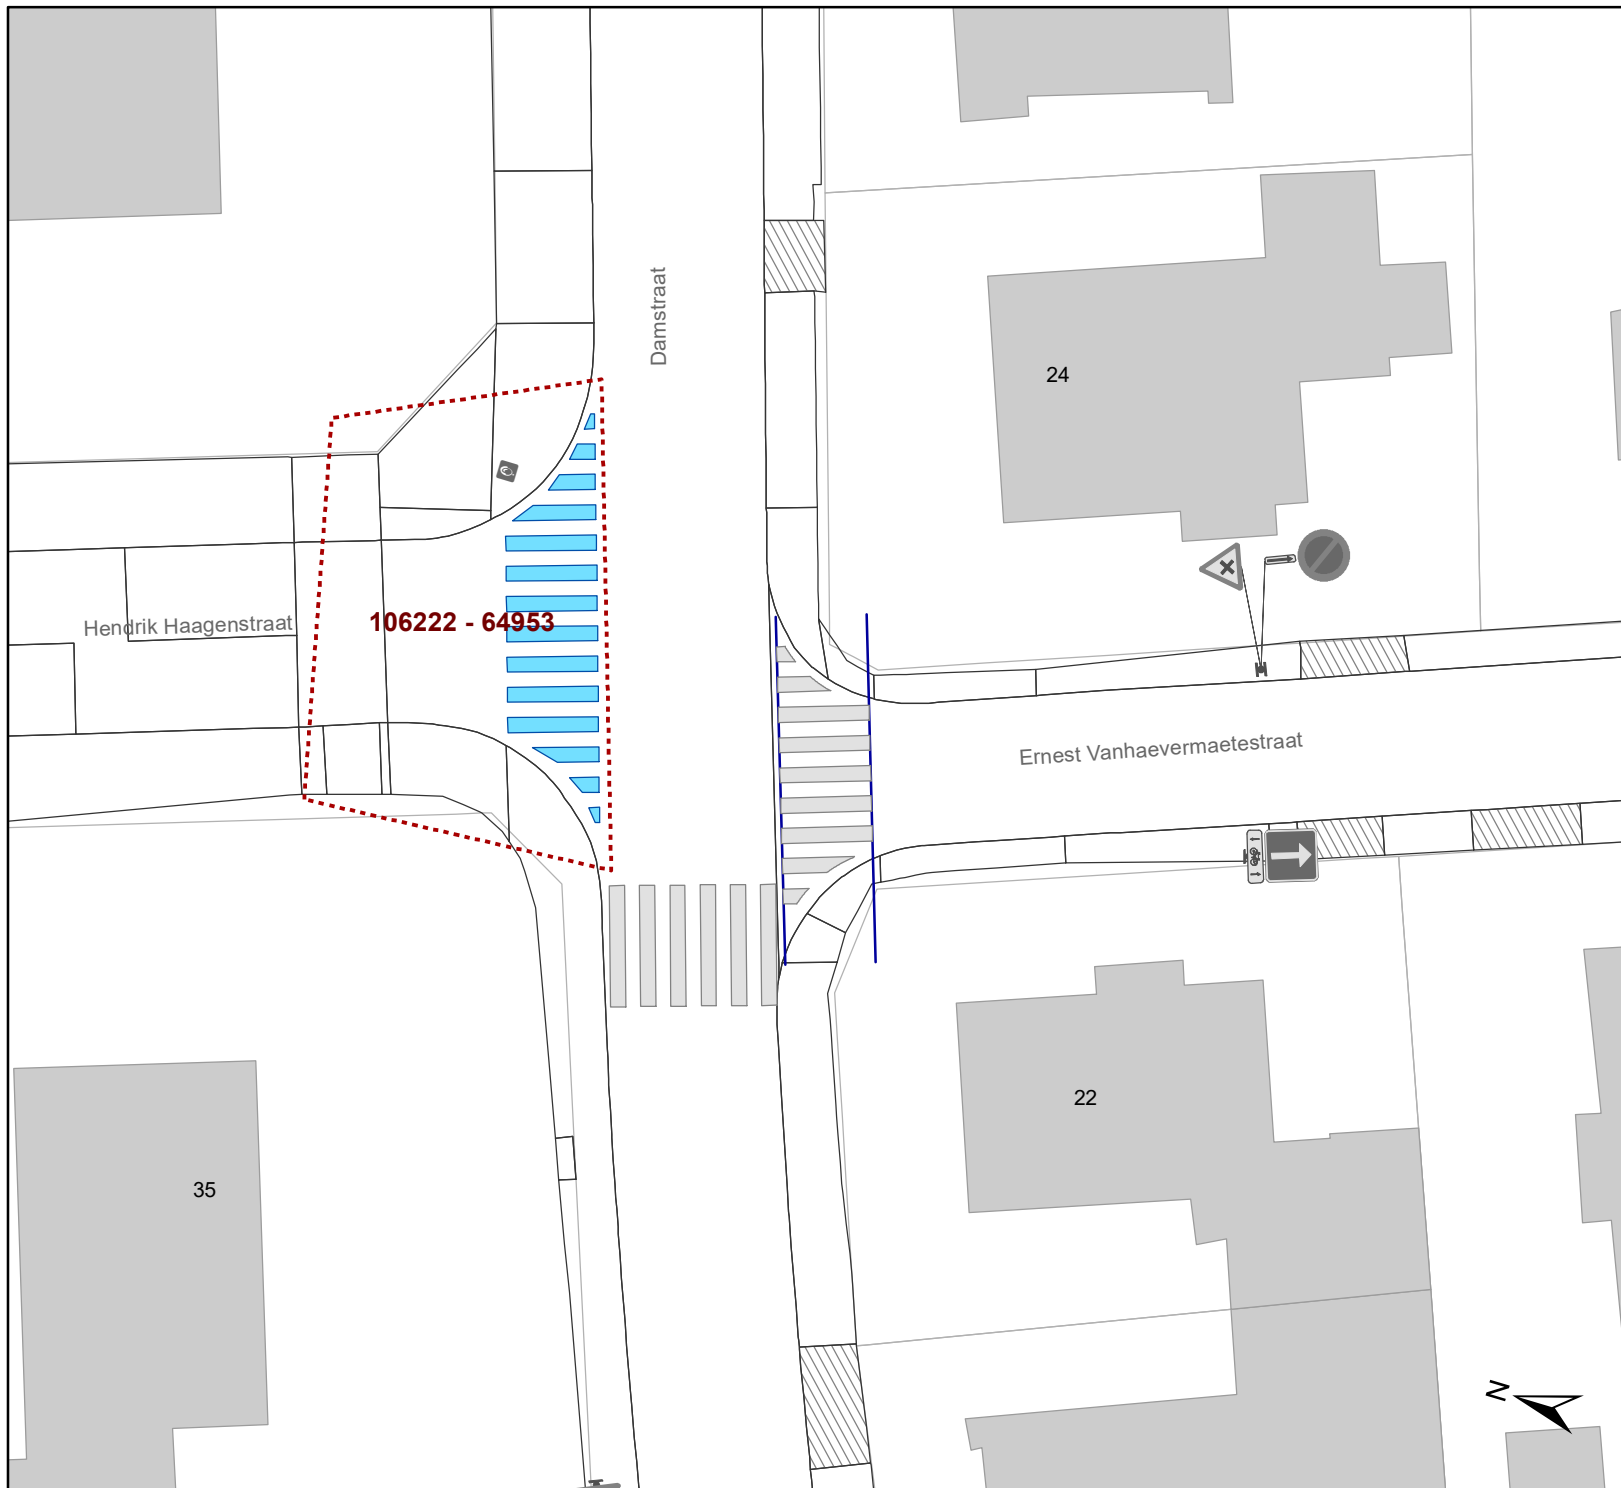 Damstraat
24
Hendrik Haagenstraat
106222 - 64953
Ernest Vanhaevermaetestraat
22
35
N